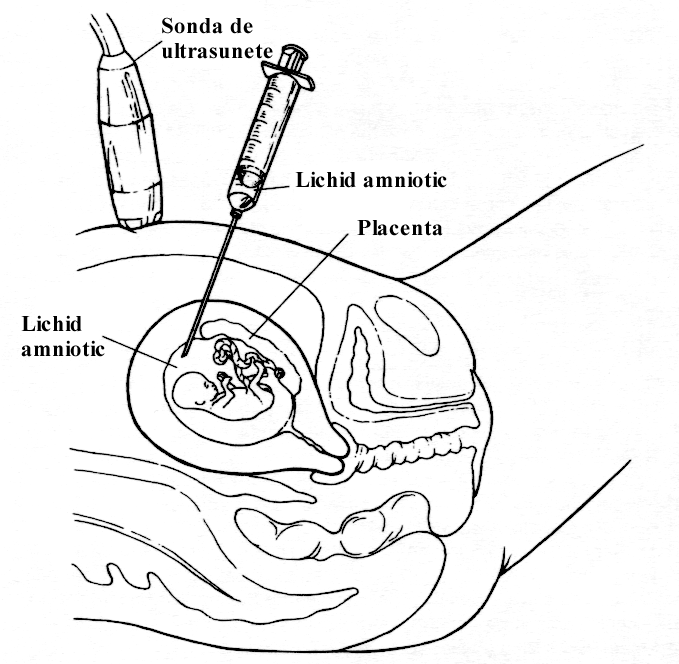 Sonda de
ultrasunete
Lichid amniotic
Placenta
Lichid
amniotic